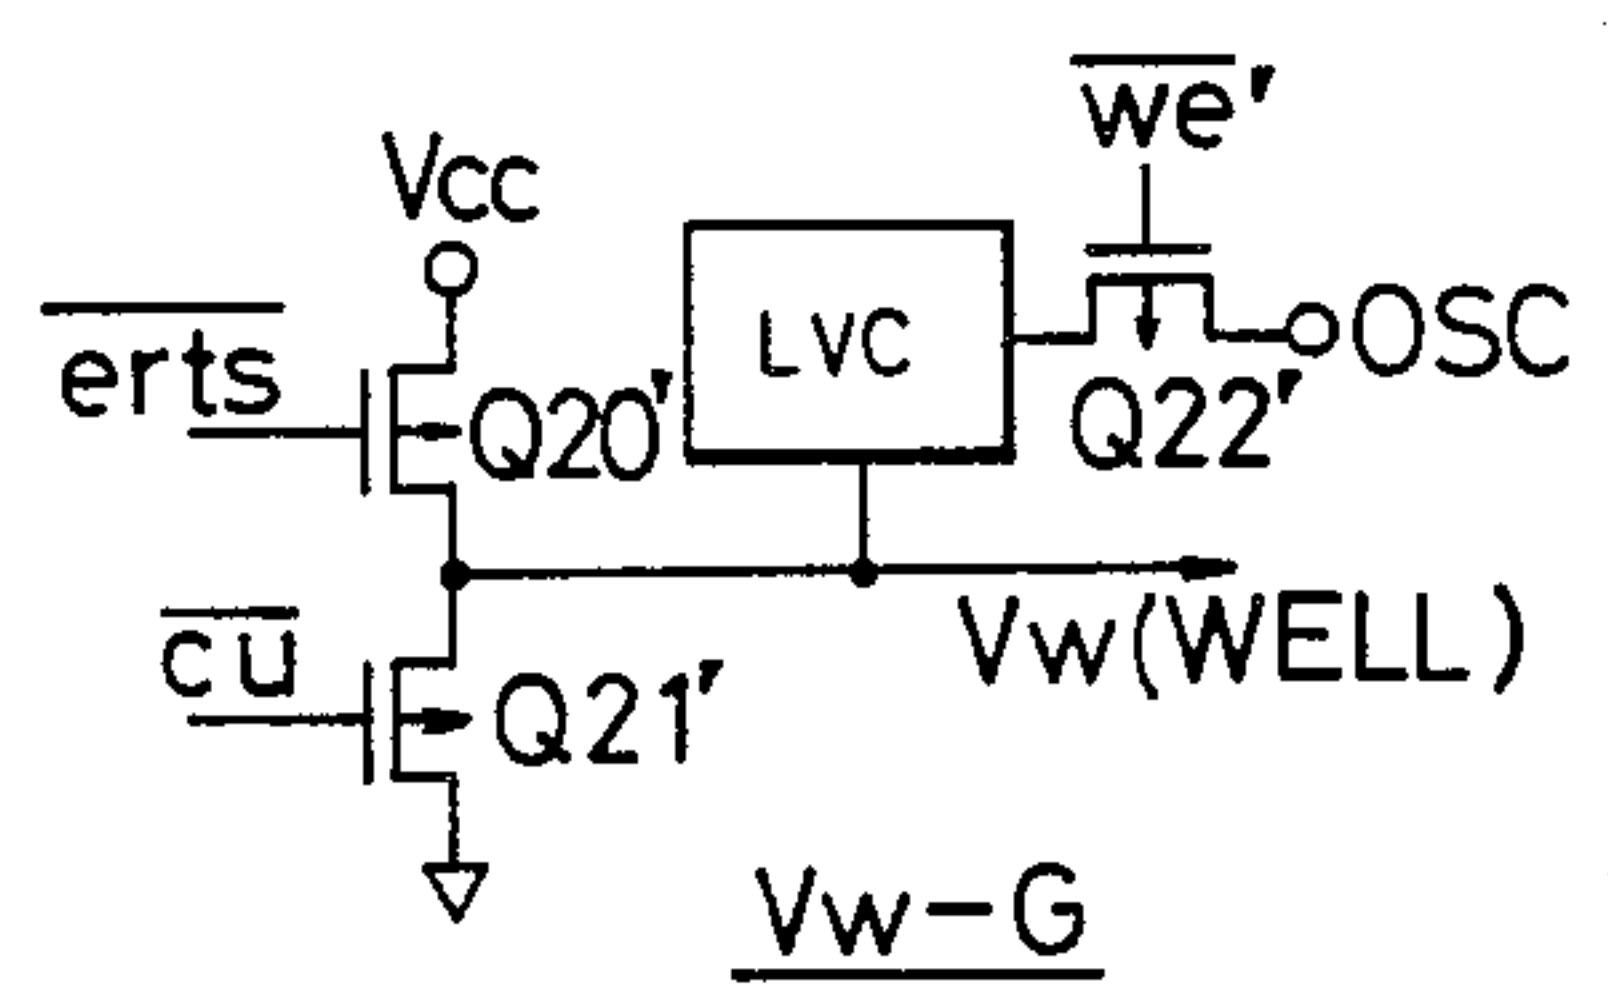 we'
Vcc
erts
LVC
OSC
Q20'
Q22'
cu
Vw(WELL)
Q21'
Vw-G